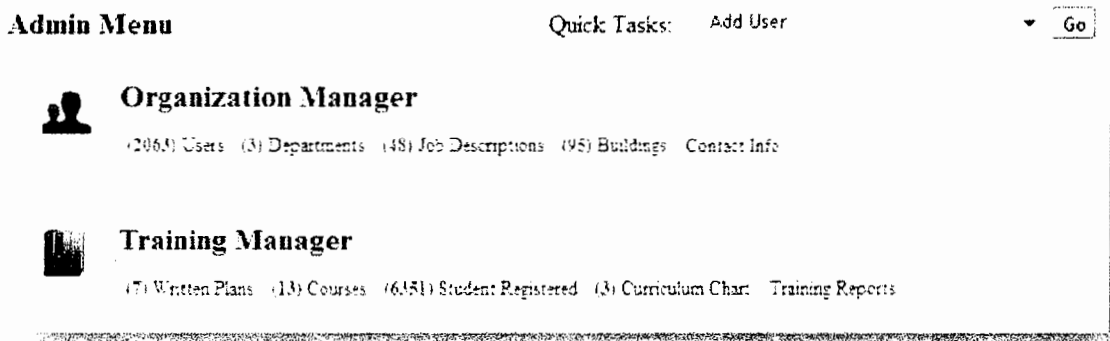 Admin Menu Quick Tasks: Add User Go
Organization Manager
(2063) Users (3) Departments (48) Job Descriptions (95) Buildings Contact Info
Training Manager
(7) Written Plans (13) Courses (6351) Student Registered (3) Curriculum Chart Training Reports